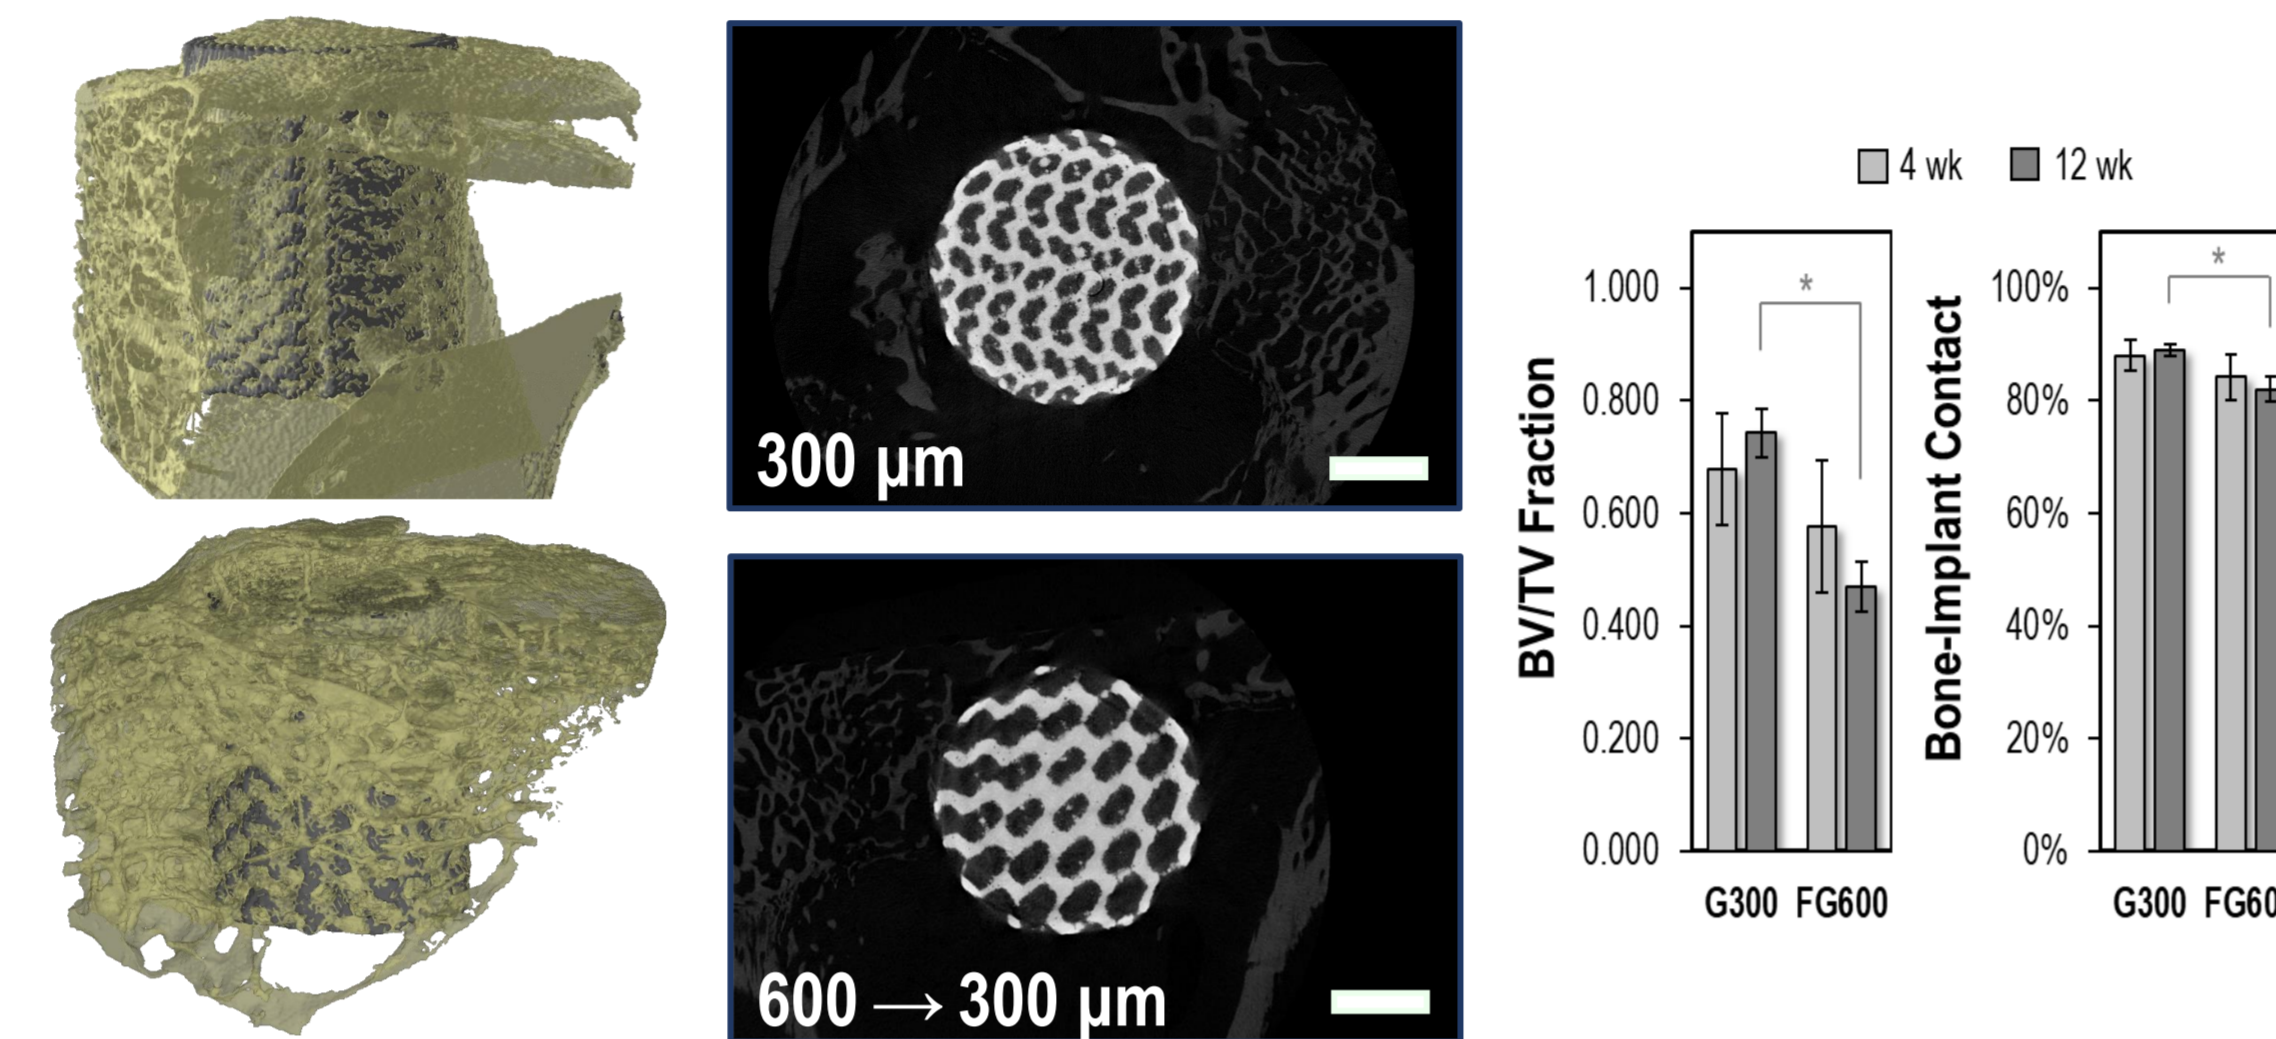 300 µm
600 → 300 µm
4 wk 12 wk
BV/TV Fraction
1.000
0.800
0.600
0.400
0.200
0.000
*
G300 FG600
Bone-Implant Contact
100%
80%
60%
40%
20%
0%
*
G300 FG60